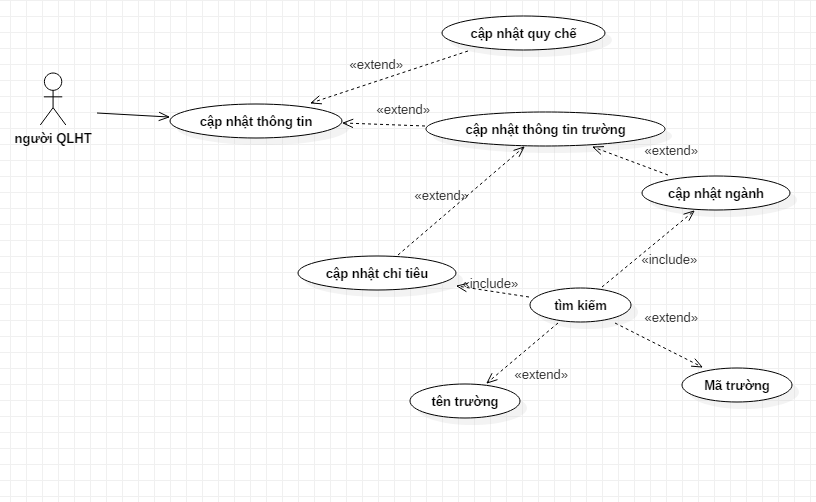 cập nhật quy chế
«extend»
«extend»
cập nhật thông tin
cập nhật thông tin trường
người QLHT
«extend»
cập nhật ngành
«extend»
«include»
cập nhật chỉ tiêu
«include»
tìm kiếm
«extend»
«extend»
Mã trường
tên trường